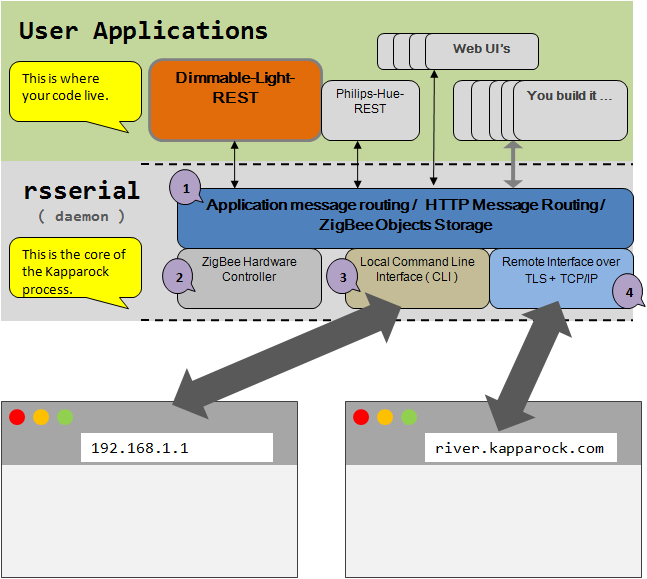 User Applications
This is where
your code live.
Dimmable-Light-
REST
Philips-Hue-
REST
Web UI's
You build it ...
rsserial
( daemon )
This is the core of
the Kapparock
process.
1
Application message routing / HTTP Message Routing /
ZigBee Objects Storage
2
ZigBee Hardware
Controller
3
Local Command Line
Interface ( CLI )
Remote Interface over
TLS + TCP/IP
4
192.168.1.1
river.kapparock.com